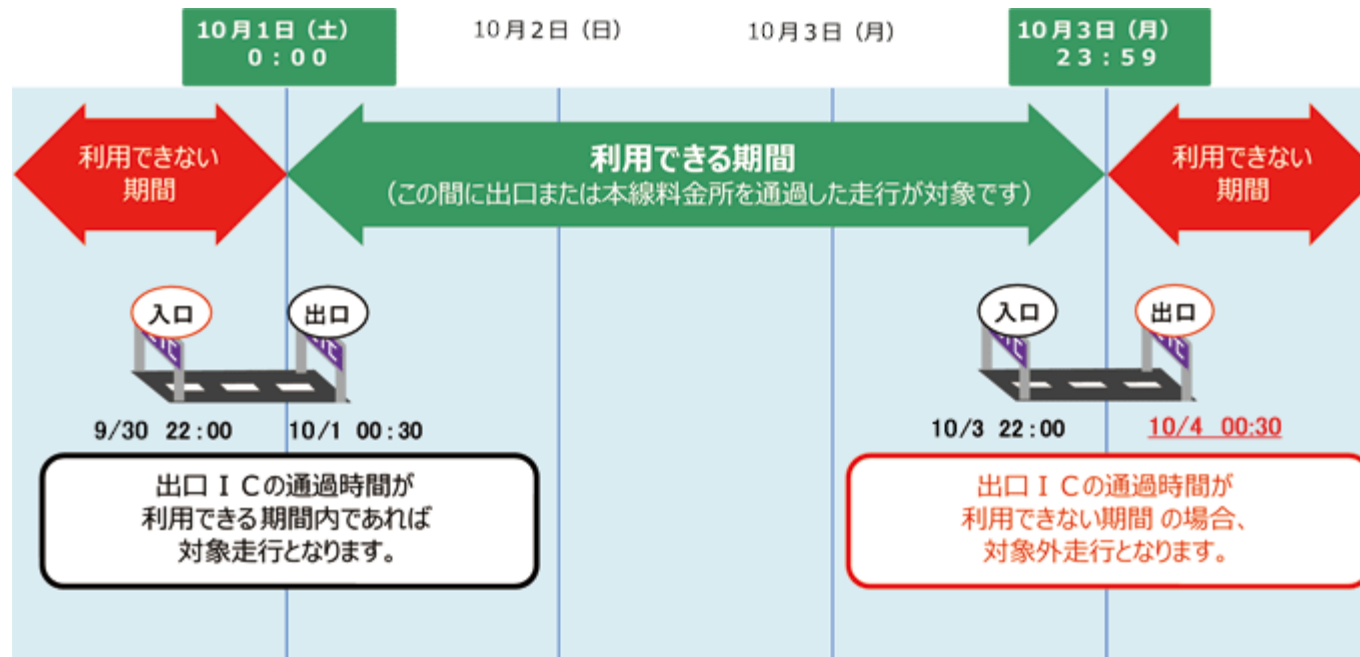 10月1日（土）
0：00
10月2日（日）
10月3日（月）
10月3日（月）
23：59
利用できない
期間
利用できる期間
（この間に出口または本線料金所を通過した走行が対象です）
利用できない
期間
入口
出口
9/30 22:00
10/1 00:30
入口
出口
10/3 22:00
10/4 00:30
出口ＩＣの通過時間が
利用できる期間内であれば
対象走行となります。
出口ＩＣの通過時間が
利用できない期間 の場合、
対象外走行となります。